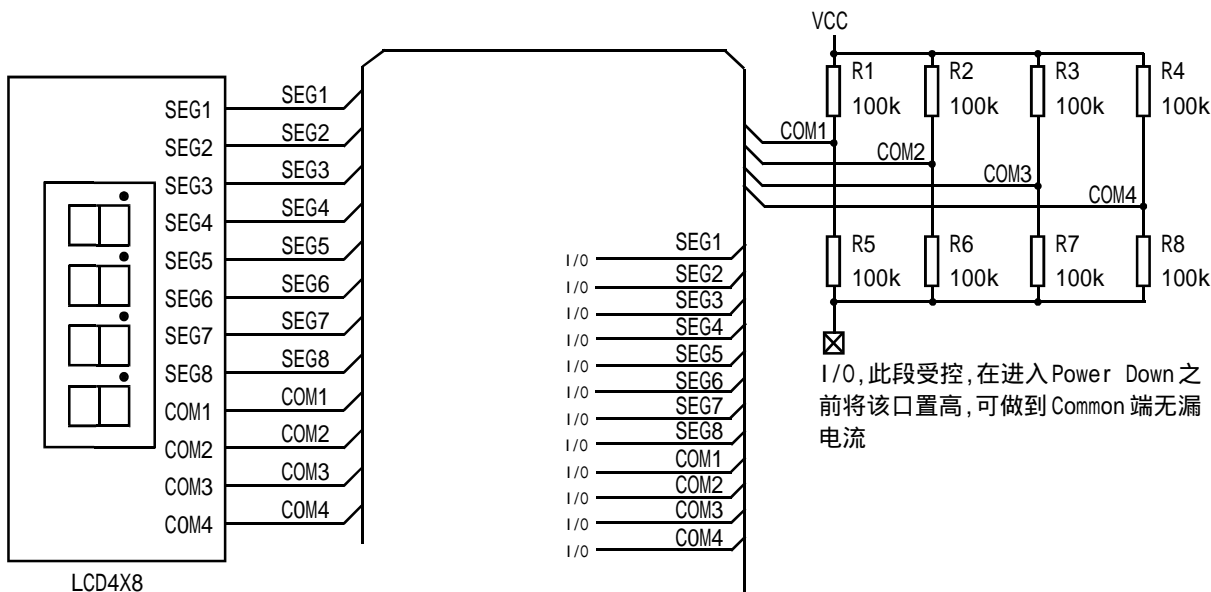 VCC
R1
R2
R3
R4
100k
100k
100k
100k
SEG1
SEG1
SEG2
SEG2
SEG3
SEG3
SEG4
SEG4
SEG5
SEG5
SEG6
SEG6
SEG7
SEG7
SEG8
SEG8
COM1
COM1
COM2
COM2
COM3
COM3
COM4
COM4
LCD4X8
I/O
SEG1
I/O
SEG2
I/O
SEG3
I/O
SEG4
I/O
SEG5
I/O
SEG6
I/O
SEG7
I/O
SEG8
I/O
COM1
I/O
COM2
I/O
COM3
I/O
COM4
COM1
COM2
COM3
COM4
R5
R6
R7
R8
100k
100k
100k
100k
I/O,此段受控,在进入Power Down之
前将该口置高,可做到Common端无漏
电流